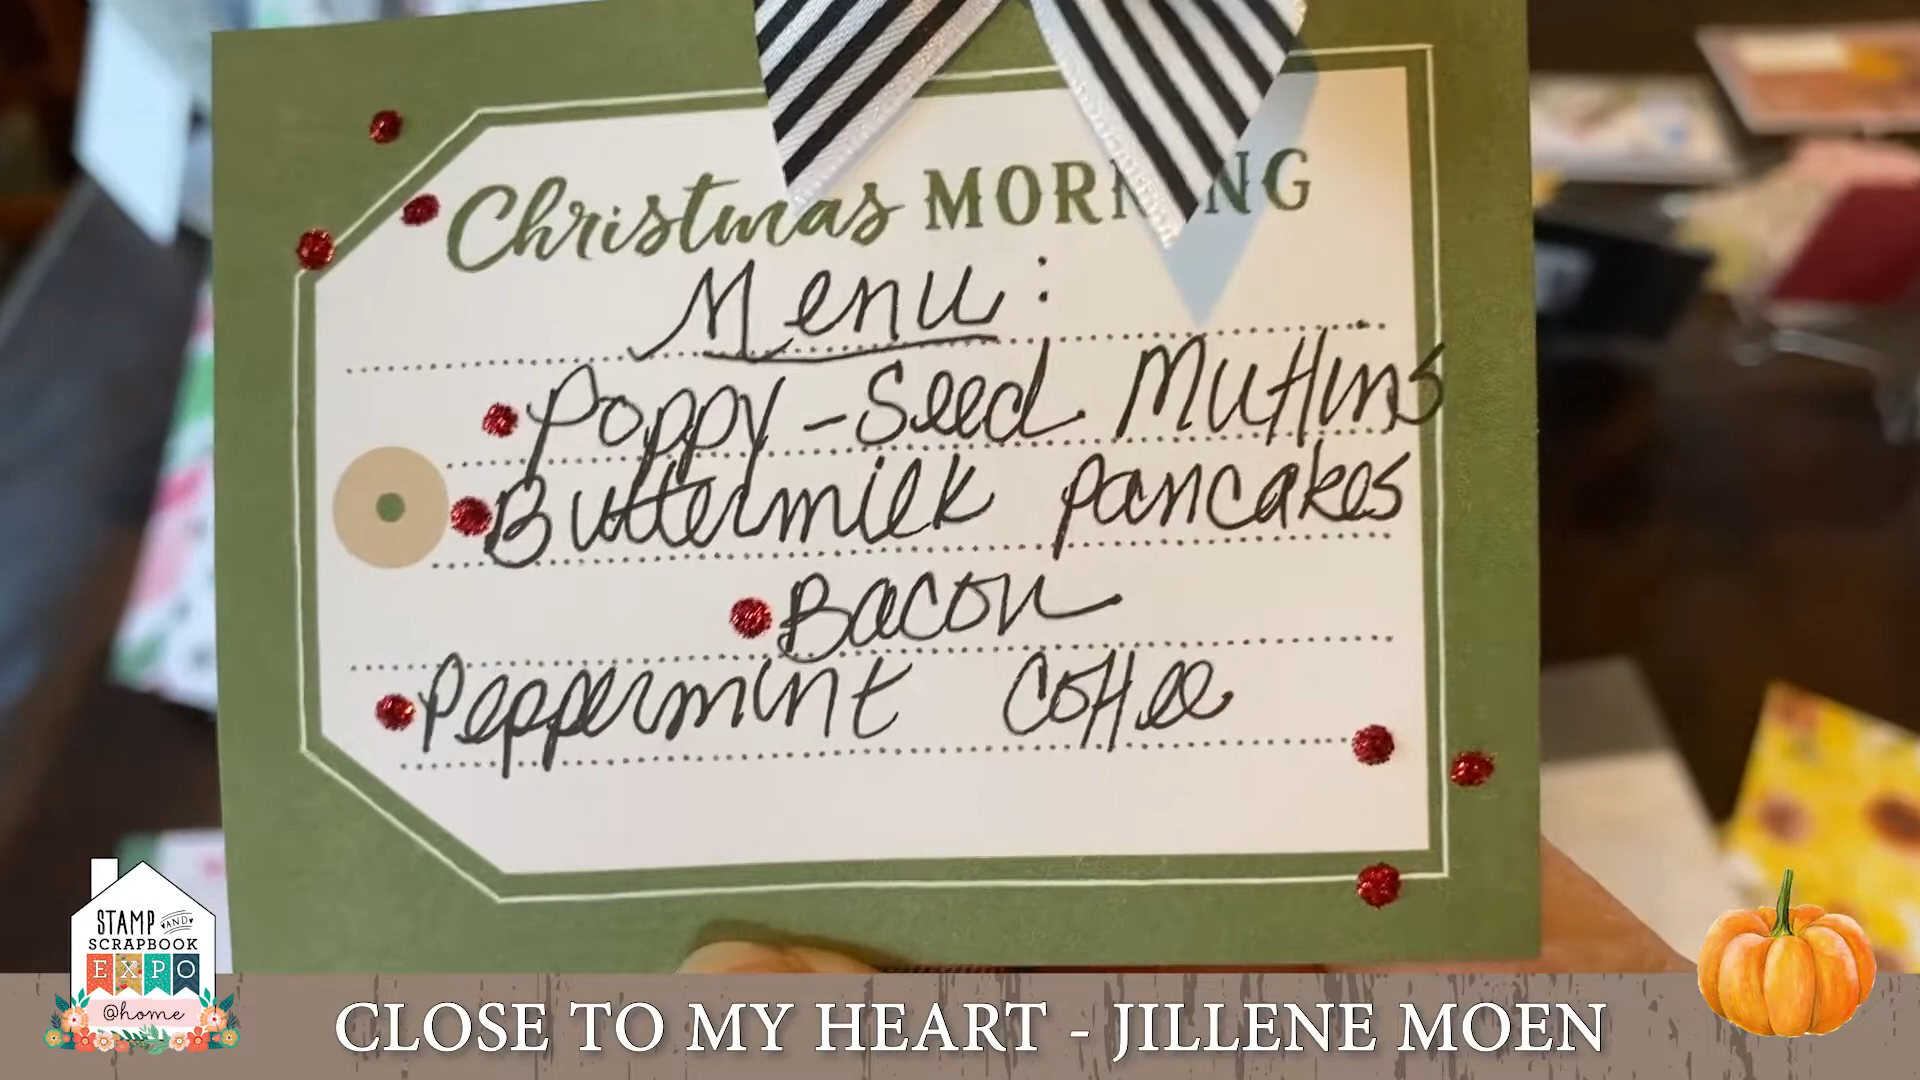 Christmas MORNING
Menu:
Poppy-Seed Muffins
Buttermilk Pancakes
Bacon
Peppermint Coffee
STAMP AND
SCRAPBOOK
EXPO
@home
CLOSE TO MY HEART - JILLENE MOEN